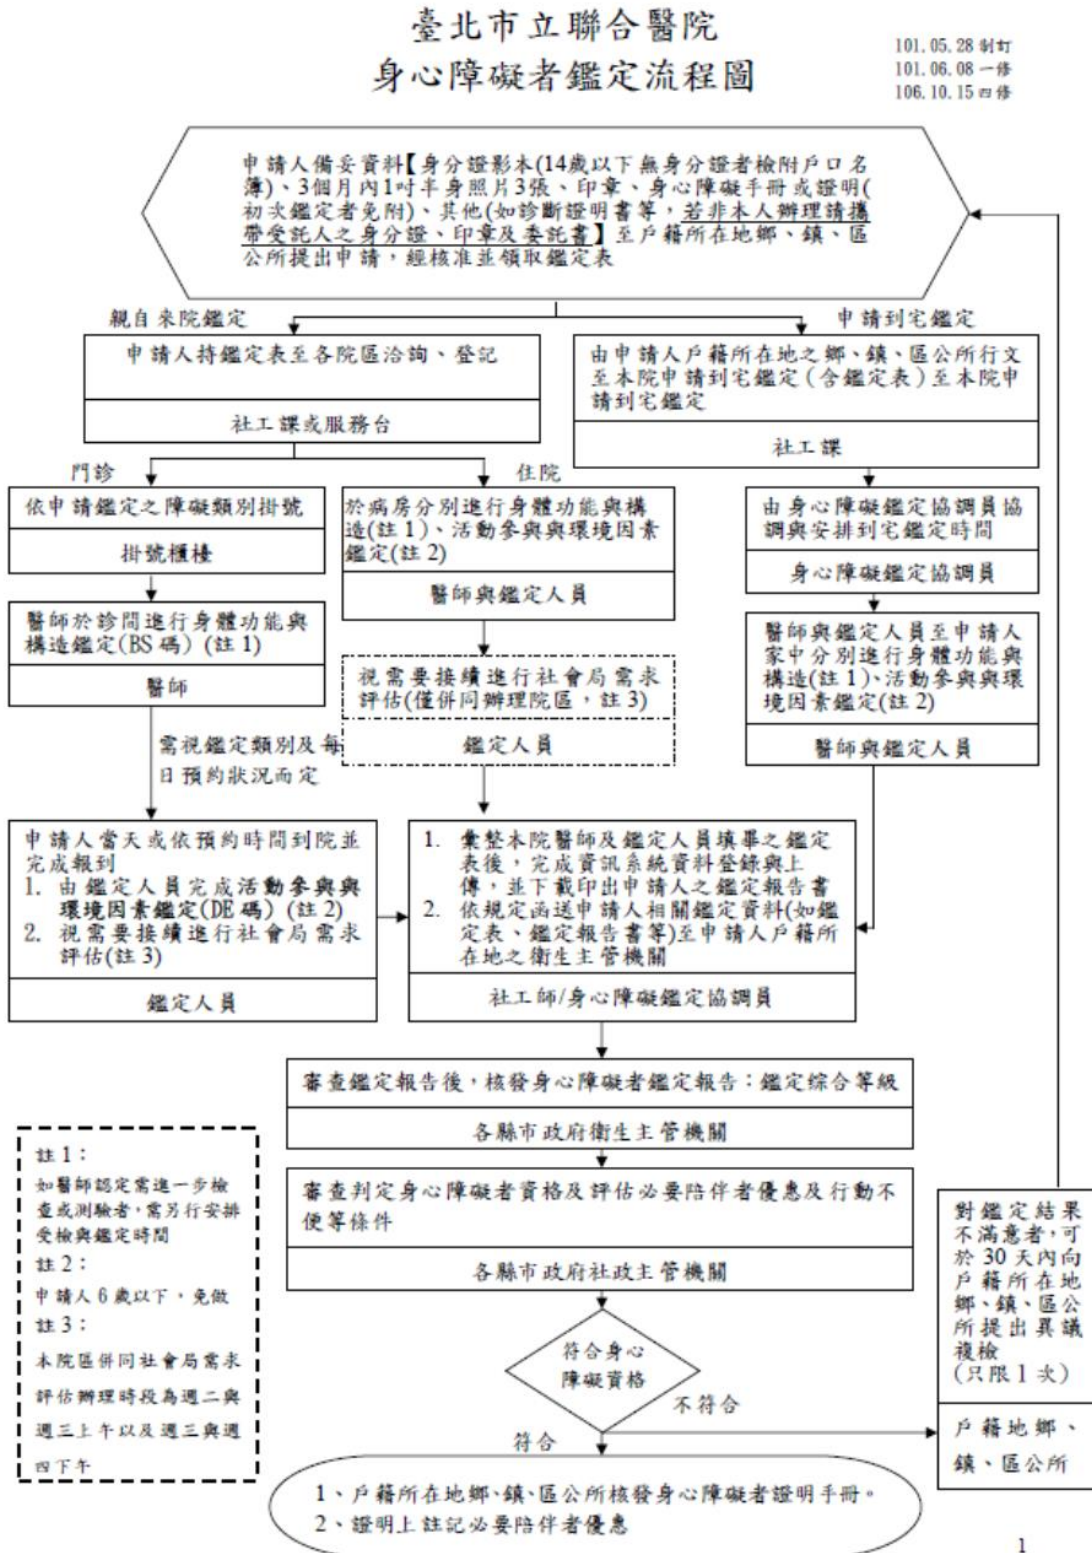 臺北市立聯合醫院
身心障礙者鑑定流程圖
101.05.28 制訂
101.06.08 一修
106.10.15 四修
申請人備妥資料【身分證影本(14歲以下無身分證者檢附戶口名
簿)、3個月內1吋半身照片3張、印章、身心障礙手冊或證明(
初次鑑定者免附)、其他(如診斷證明書等，若非本人辦理請攜
帶受託人之身分證、印章及委託書】至戶籍所在地鄉、鎮、區
公所提出申請，經核准並領取鑑定表
親自來院鑑定
申請到宅鑑定
申請人持鑑定表至各院區洽詢、登記
社工課或服務台
由申請人戶籍所在地之鄉、鎮、區公所行文
至本院申請到宅鑑定(含鑑定表)至本院申
請到宅鑑定
社工課
門診
住院
依申請鑑定之障礙類別掛號
掛號櫃檯
於病房分別進行身體功能與構
造(註1)、活動參與與環境因素
鑑定(註2)
醫師與鑑定人員
由身心障礙鑑定協調員協
調與安排到宅鑑定時間
身心障礙鑑定協調員
醫師於診間進行身體功能與
構造鑑定(BS 碼) (註1)
醫師
視需要接續進行社會局需求
評估(僅併同辦理院區，註3)
鑑定人員
醫師與鑑定人員至申請人
家中分別進行身體功能與
構造(註1)、活動參與與環
境因素鑑定(註2)
醫師與鑑定人員
需視鑑定類別及每
日預約狀況而定
申請人當天或依預約時間到院並
完成報到
1. 由鑑定人員完成活動參與與
環境因素鑑定(DE 碼) (註2)
2. 視需要接續進行社會局需求
評估(註3)
鑑定人員
1. 彙整本院醫師及鑑定人員填畢之鑑定
表後，完成資訊系統資料登錄與上
傳，並下載印出申請人之鑑定報告書
2. 依規定函送申請人相關鑑定資料(如鑑
定表、鑑定報告書等)至申請人戶籍所
在地之衛生主管機關
社工師/身心障礙鑑定協調員
審查鑑定報告後，核發身心障礙者鑑定報告：鑑定綜合等級
各縣市政府衛生主管機關
審查判定身心障礙者資格及評估必要陪伴者優惠及行動不
便等條件
各縣市政府社政主管機關
註1：
如醫師認定需進一步檢
查或測驗者，需另行安排
受檢與鑑定時間
註2：
申請人6歲以下，免做
註3：
本院區併同社會局需求
評估辦理時段為週二與
週三上午以及週三與週
四下午
符合身心
障礙資格
不符合
符合
對鑑定結果
不滿意者，可
於30天內向
戶籍所在地
鄉、鎮、區公
所提出異議
複檢
(只限1次)
戶籍地鄉、
鎮、區公所
1、戶籍所在地鄉、鎮、區公所核發身心障礙者證明手冊。
2、證明上註記必要陪伴者優惠
1